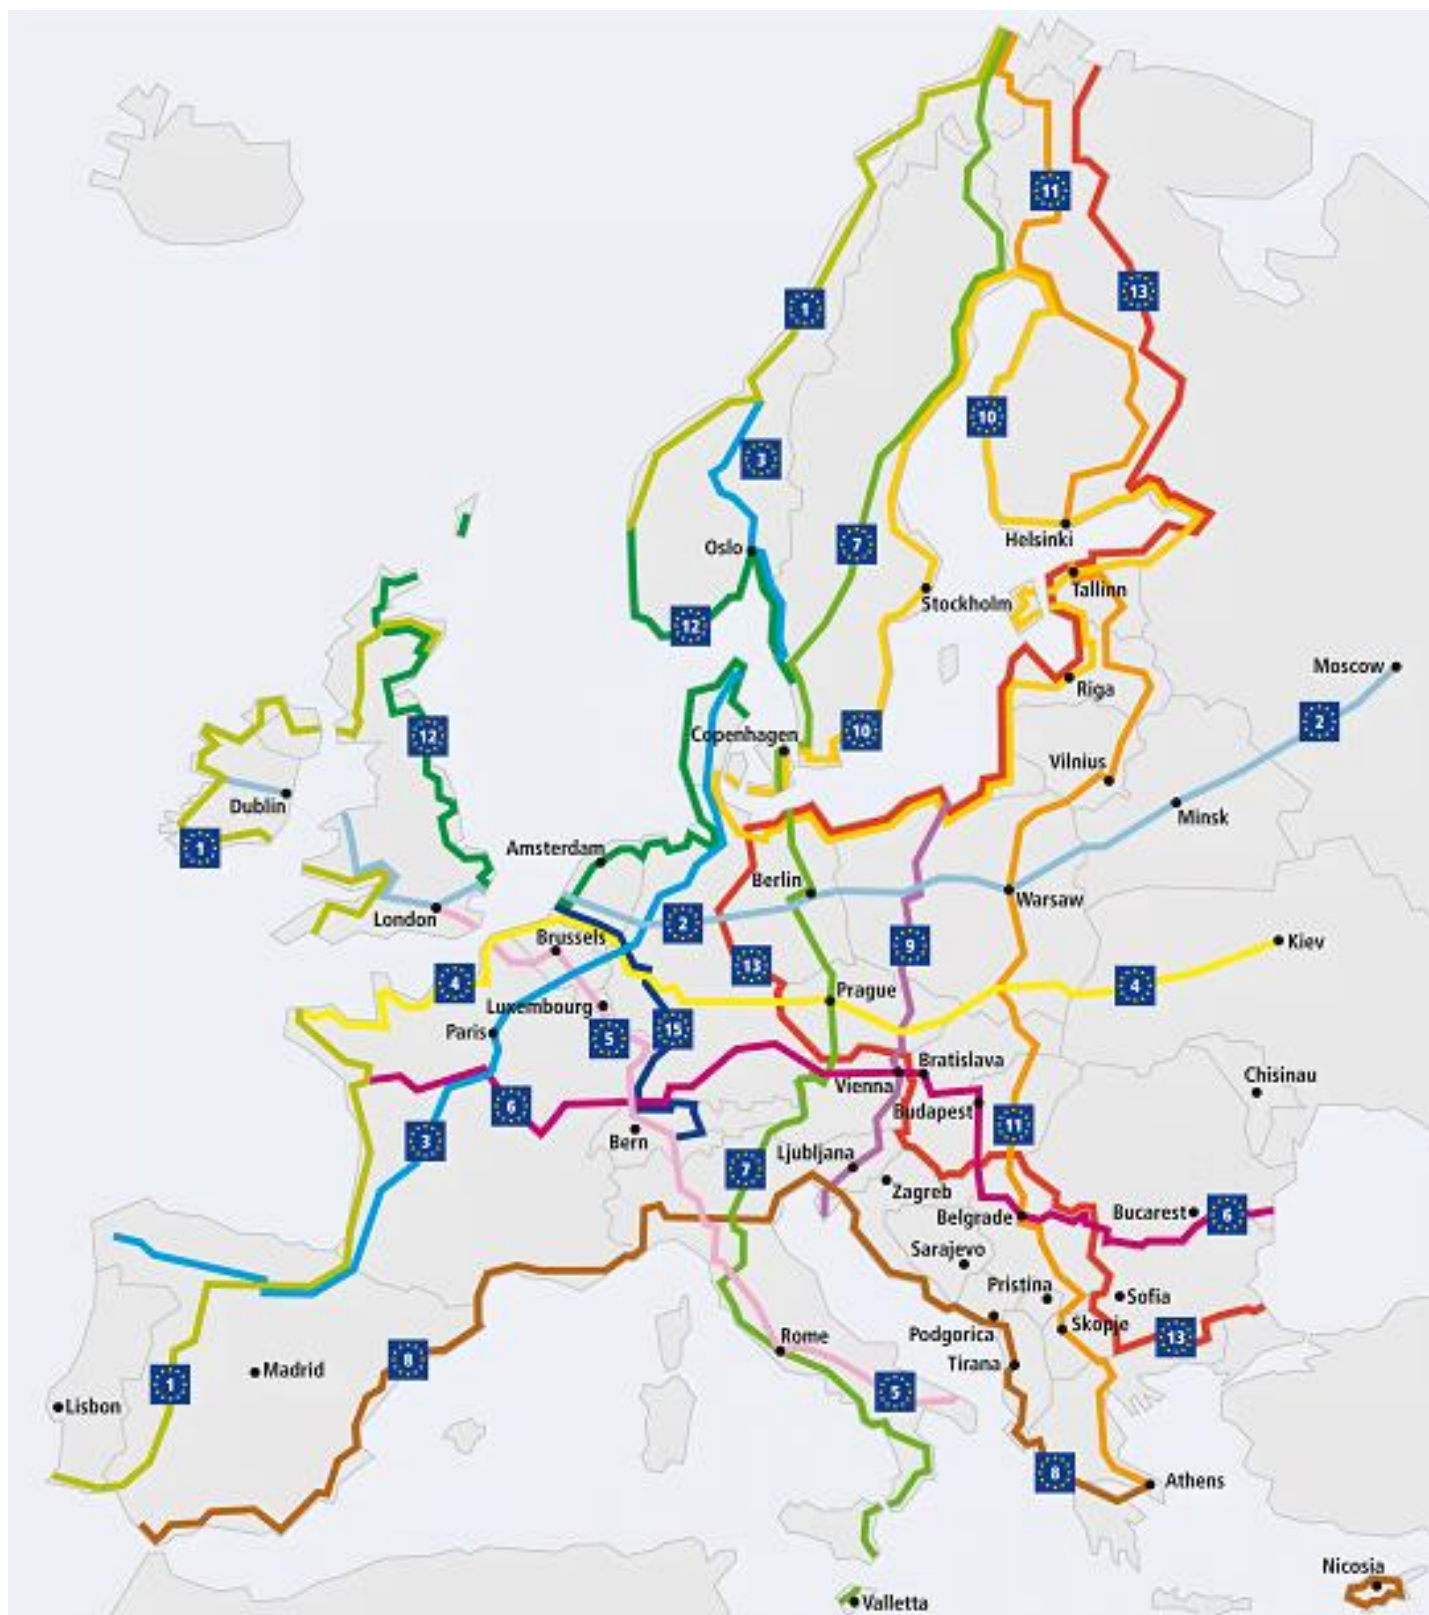 11
13
1
10
3
Oslo
7
Helsinki
Tallinn
Stockholm
12
Moscow
Riga
2
12
Copenhagen
10
Vilnius
Dublin
Minsk
1
Amsterdam
Berlin
Warsaw
London
2
Brussels
9
Kiev
13
4
4
Prague
Luxembourg
Paris
5
15
Bratislava
Vienna
Chisinau
6
Budapest
11
3
Bern
Ljubljana
7
Zagreb
Belgrade
Bucarest
6
Sarajevo
Pristina
Sofia
Podgorica
Skopje
13
Rome
Tirana
8
Madrid
1
5
Lisbon
8
Athens
Nicosia
Valletta